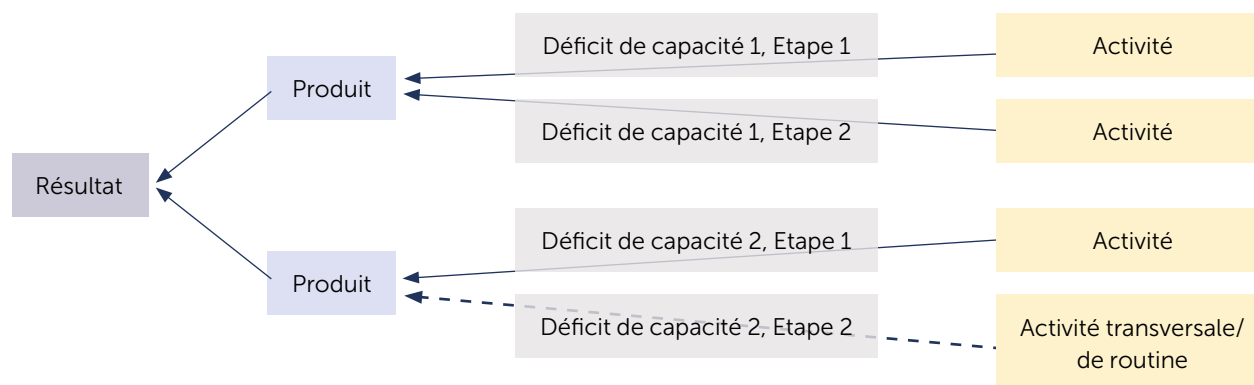 Déficit de capacité 1, Etape 1
Activité
Produit
Déficit de capacité 1, Etape 2
Activité
Résultat
Déficit de capacité 2, Etape 1
Activité
Produit
Déficit de capacité 2, Etape 2
Activité transversale/
de routine